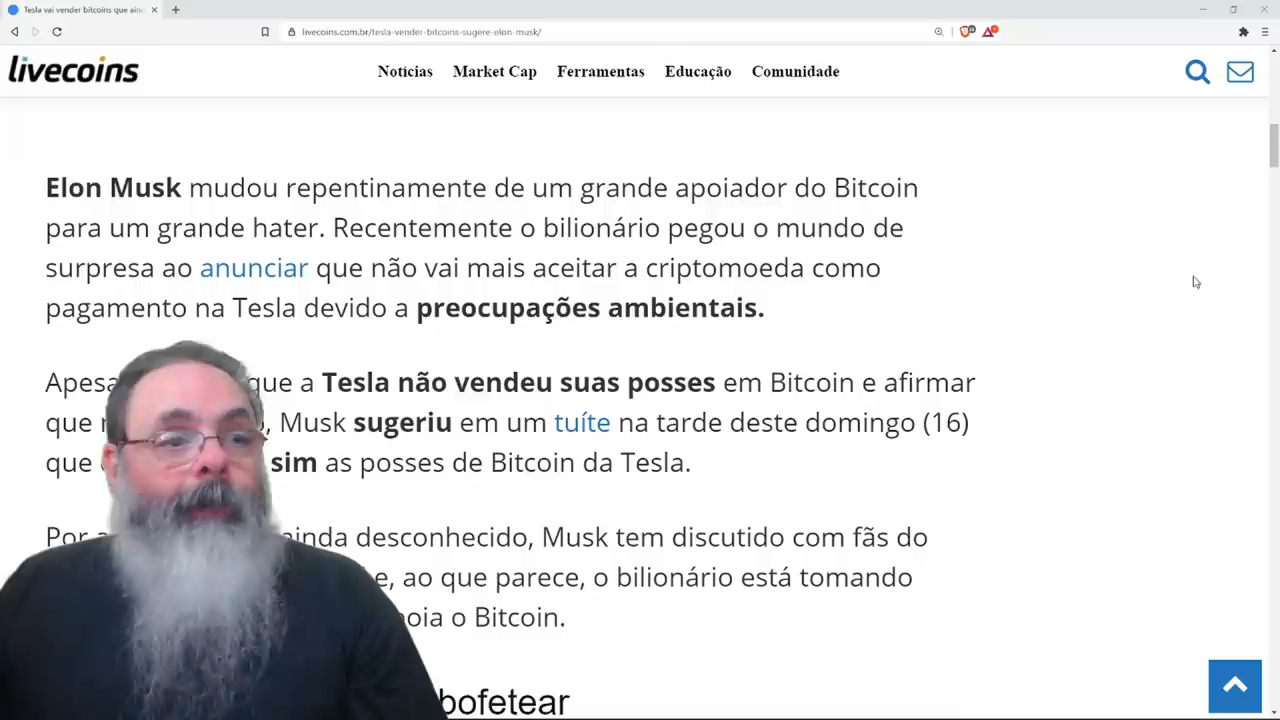 Tesla vai vender bitcoins que aind
livecoins.com.br/tesla-vender-bitcoins-sugere-elon-musk/
livecoins
Notícias Market Cap Ferramentas Educação Comunidade
Elon Musk mudou repentinamente de um grande apoiador do Bitcoin
para um grande hater. Recentemente o bilionário pegou o mundo de
surpresa ao anunciar que não vai mais aceitar a criptomoeda como
pagamento na Tesla devido a preocupações ambientais.
que a Tesla não vendeu suas posses em Bitcoin e afirmar
que Musk sugeriu em um tuíte na tarde deste domingo (16)
que sim as posses de Bitcoin da Tesla.
Por ainda desconhecido, Musk tem discutido com fãs do
e, ao que parece, o bilionário está tomando
o Bitcoin.
bofetear